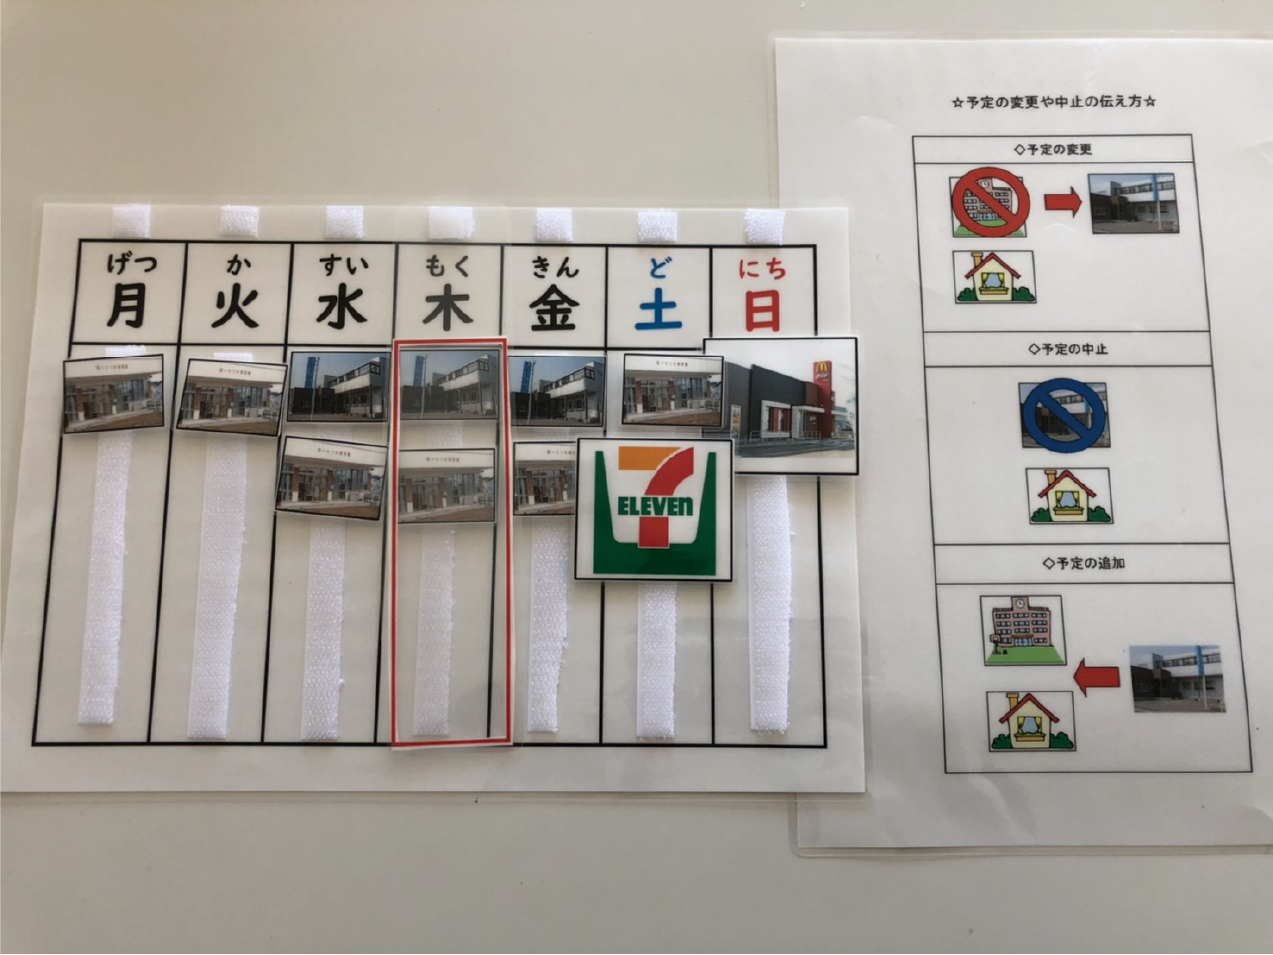 ☆予定の変更や中止の伝え方☆
◇予定の変更
◇予定の中止
◇予定の追加
げつ
月
か
火
すい
水
もく
木
きん
金
ど
土
にち
日
7
ELEVEn